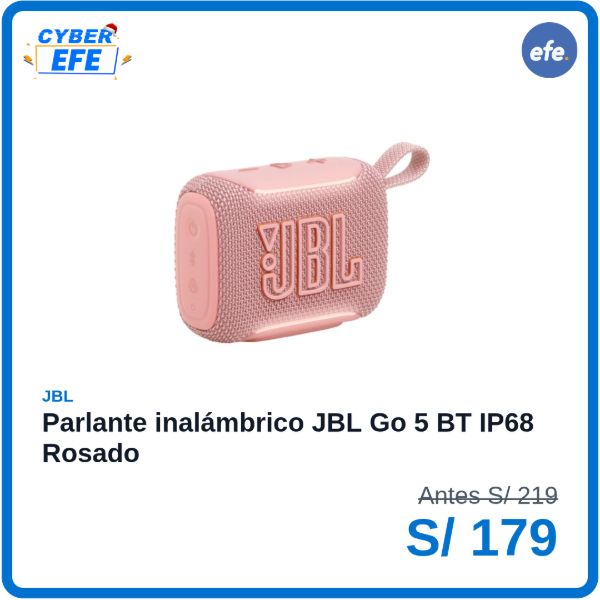 CYBER
EFE
efe.
JBL
JBL
Parlante inalámbrico JBL Go 5 BT IP68
Rosado
Antes S/ 219
S/ 179